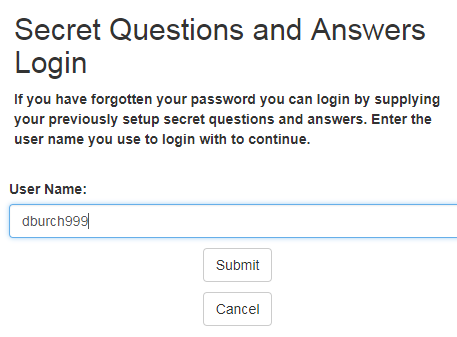 Secret Questions and Answers
Login
If you have forgotten your password you can login by supplying
your previously setup secret questions and answers. Enter the
user name you use to login with to continue.
User Name:
dburch999
Submit
Cancel